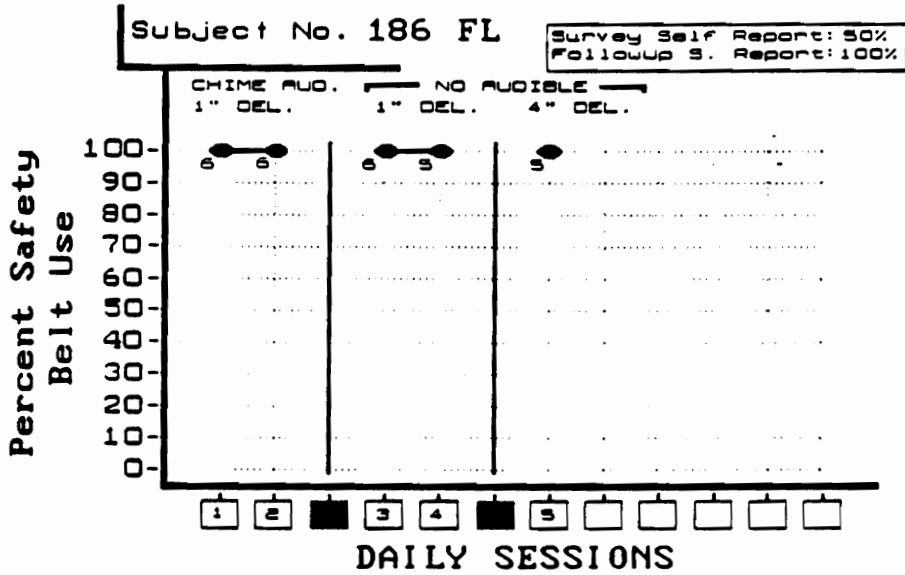 Subject No. 186 FL
Survey Self Report: 50%
Followup S. Report: 100%
CHIME AUD. NO AUDIBLE
1" DEL. 1" DEL. 4" DEL.
Percent Safety
Belt Use
100-
6 6 6 5 5
90-
80-
70-
60-
50-
40-
30-
20-
10-
0-
1 2 3 4 5
DAILY SESSIONS